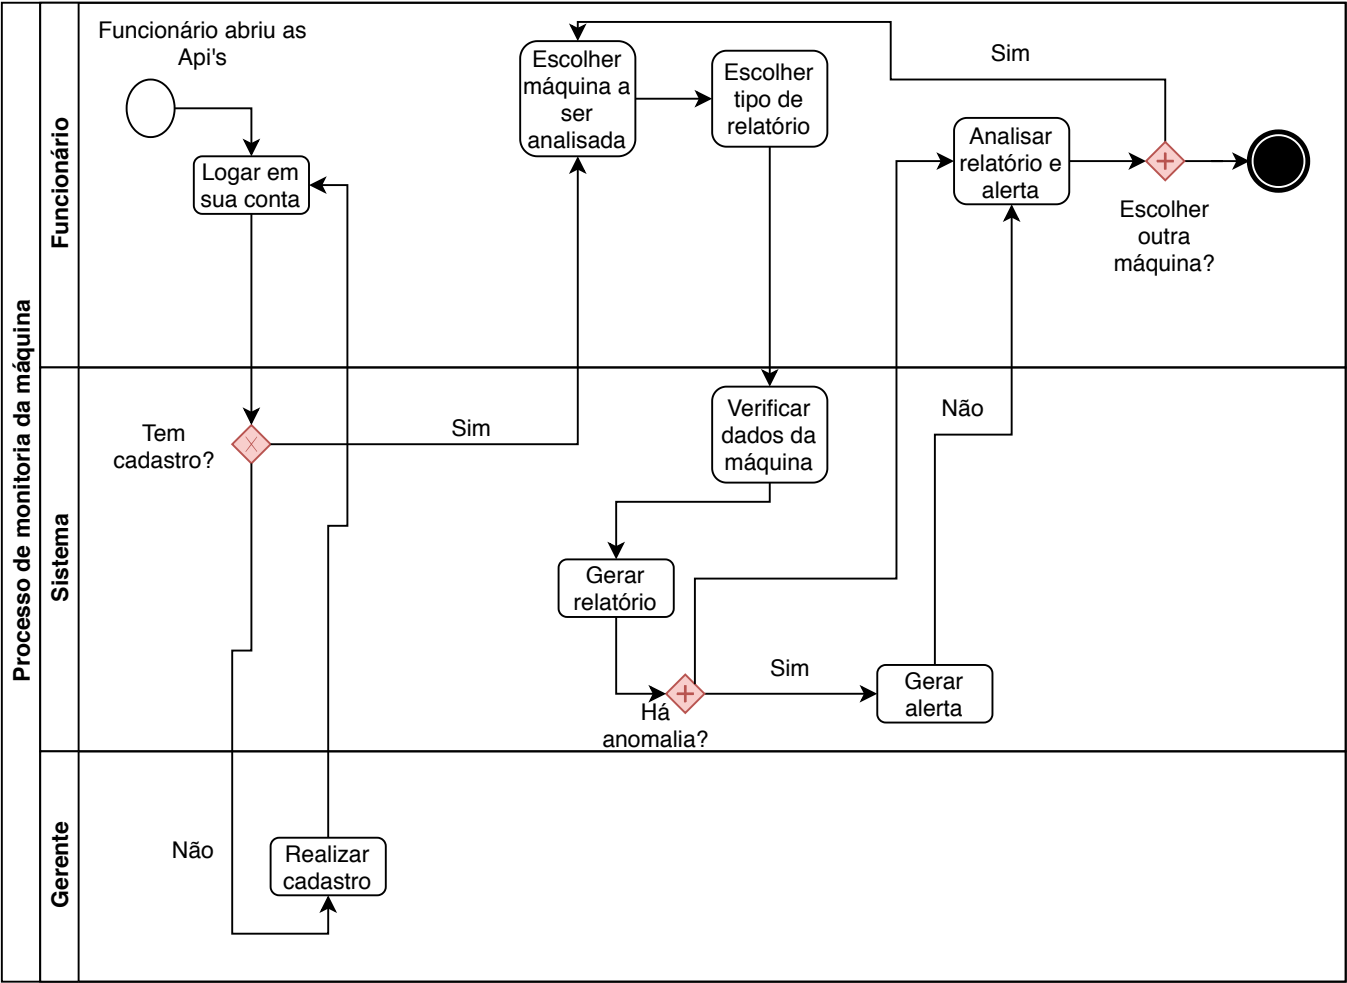 Processo de monitoria da máquina
Funcionário
Funcionário abriu as
Api's
Logar em
sua conta
Escolher
máquina a
ser
analisada
Escolher
tipo de
relatório
Analisar
relatório e
alerta
Sim
Escolher
outra
máquina?
Sistema
Tem
cadastro?
X
Sim
Verificar
dados da
máquina
Não
Gerar
relatório
Há
anomalia?
Sim
Gerar
alerta
Gerente
Não
Realizar
cadastro